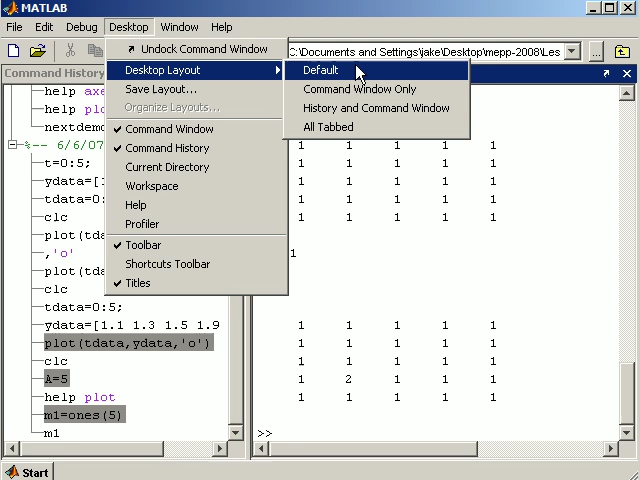 MATLAB
File Edit Debug Desktop Window Help
C:\Documents and Settings\jake\Desktop\mepp-2008\Les
...
Command History
Undock Command Window
Desktop Layout
Save Layout...
Organize Layouts...
Command Window
Command History
Current Directory
Workspace
Help
Profiler
Toolbar
Shortcuts Toolbar
Titles
Default
Command Window Only
History and Command Window
All Tabbed
help axe
help plo
nextdemo
%-- 6/6/07
t=0:5;
ydata=[1
tdata=0:
clc
plot(tda
,'o'
plot(tda
clc
tdata=0:5;
ydata=[1.1 1.3 1.5 1.9
plot(tdata,ydata,'o')
clc
A=5
help plot
m1=ones(5)
m1
1 1 1 1 1
1 1 1 1 1
1 1 1 1 1
1 1 1 1 1
1 1 1 1 1
1
1 1 1 1 1
1 1 1 1 1
1 1 1 1 1
1 2 1 1 1
1 1 1 1 1
>>
Start